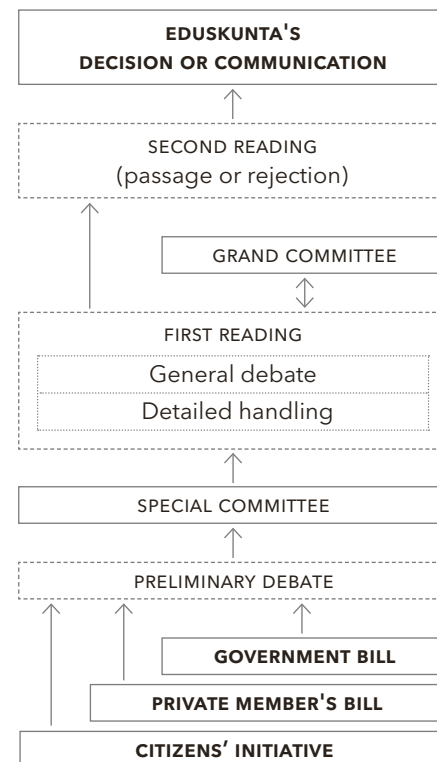 EDUSKUNTA'S
DECISION OR COMMUNICATION
SECOND READING
(passage or rejection)
GRAND COMMITTEE
FIRST READING
General debate
Detailed handling
SPECIAL COMMITTEE
PRELIMINARY DEBATE
GOVERNMENT BILL
PRIVATE MEMBER'S BILL
CITIZENS’ INITIATIVE